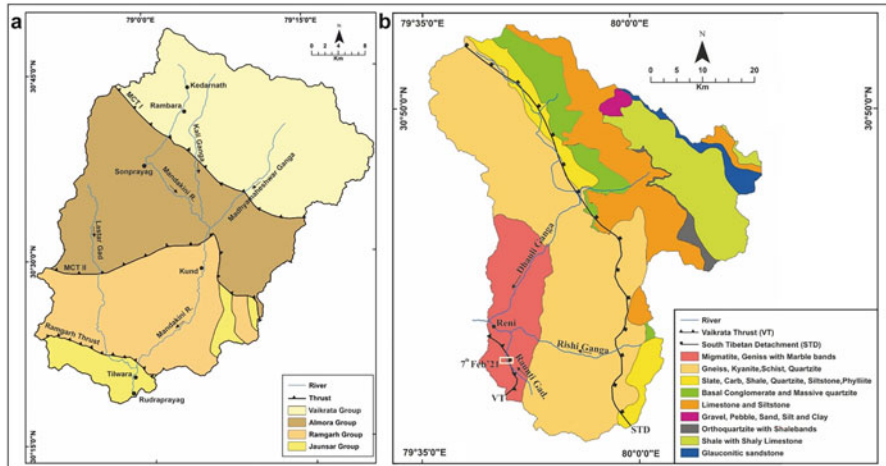 a
79°0'0"E
79°15'0"E
N
0 4 8
Km
30°45'0"N
30°30'0"N
30°15'0"N
MCT I
Kedarnath
Rambara
Kali Ganga
Sonprayag
Mandakini R.
Madhyamaheshwar Ganga
Lastar Gad
MCT II
Kund
Mandakini R.
Ramgarh Thrust
Tilwara
Rudraprayag
River
Thrust
Vaikrata Group
Almora Group
Ramgarh Group
Jaunsar Group
b
79°35'0"E
80°0'0"E
N
0 10 20
Km
30°50'0"N
30°50'0"N
Dhauli Ganga
Reni
Rishi Ganga
7th Feb'21
Raunti Gad.
VT
STD
79°35'0"E
80°0'0"E
River
Vaikrata Thrust (VT)
South Tibetan Detachment (STD)
Migmatite, Geniss with Marble bands
Gneiss, Kyanite,Schist, Quartzite
Slate, Carb, Shale, Quartzite, Siltstone,Phyllite
Basal Conglomerate and Massive quartzite
Limestone and Siltstone
Gravel, Pebble, Sand, Silt and Clay
Orthoquartzite with Shalebands
Shale with Shaly Limestone
Glauconitic sandstone